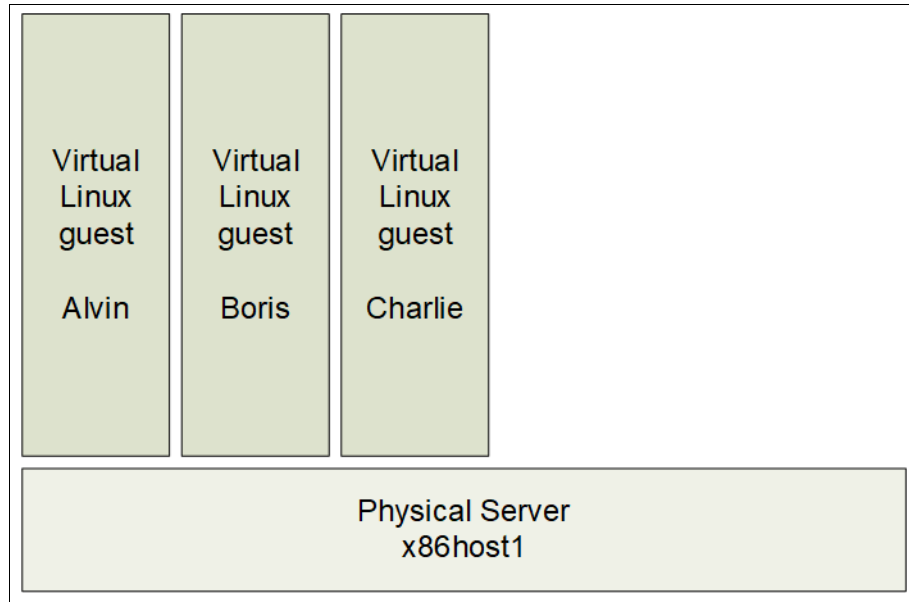 Virtual
Linux
guest
Alvin
Virtual
Linux
guest
Boris
Virtual
Linux
guest
Charlie
Physical Server
x86host1